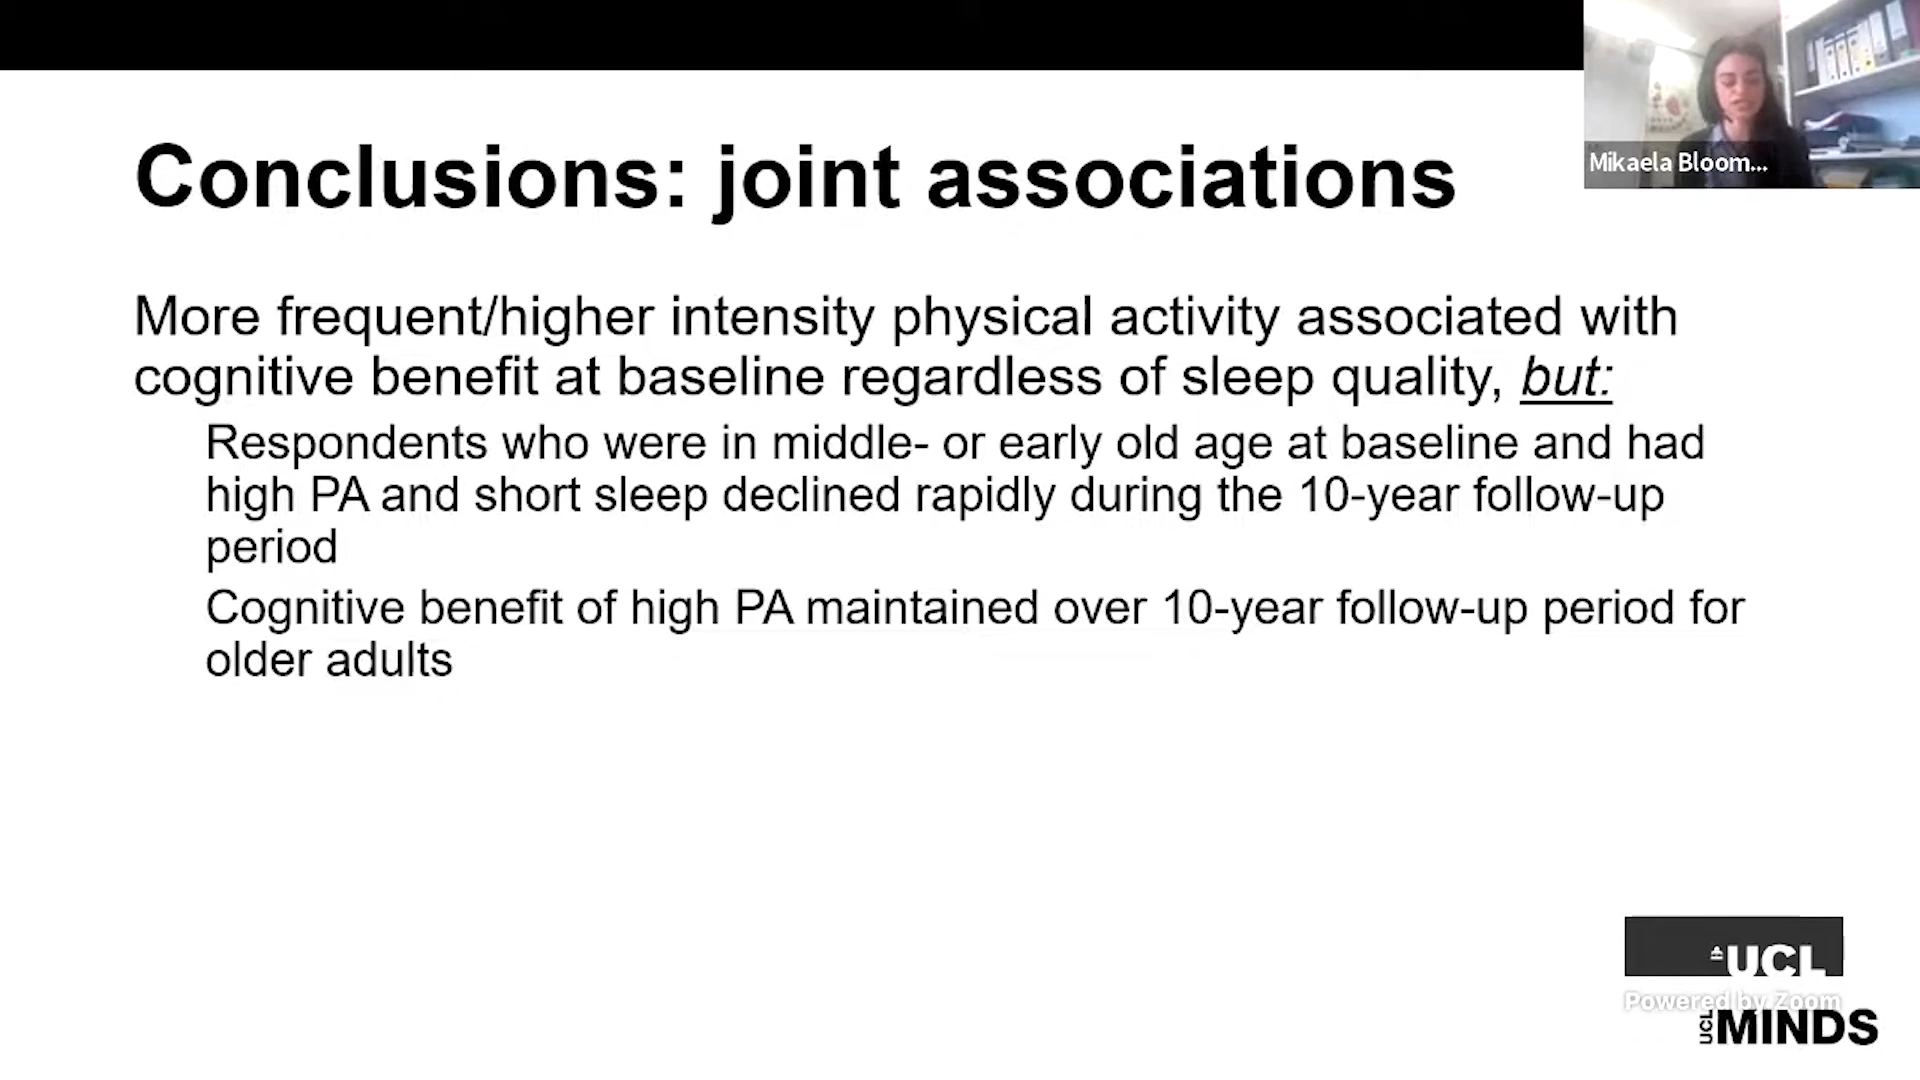 Mikaela Bloom...
Conclusions: joint associations
More frequent/higher intensity physical activity associated with
cognitive benefit at baseline regardless of sleep quality, but:
Respondents who were in middle- or early old age at baseline and had
high PA and short sleep declined rapidly during the 10-year follow-up
period
Cognitive benefit of high PA maintained over 10-year follow-up period for
older adults
UCL
Powered by Zoom
UCL MINDS